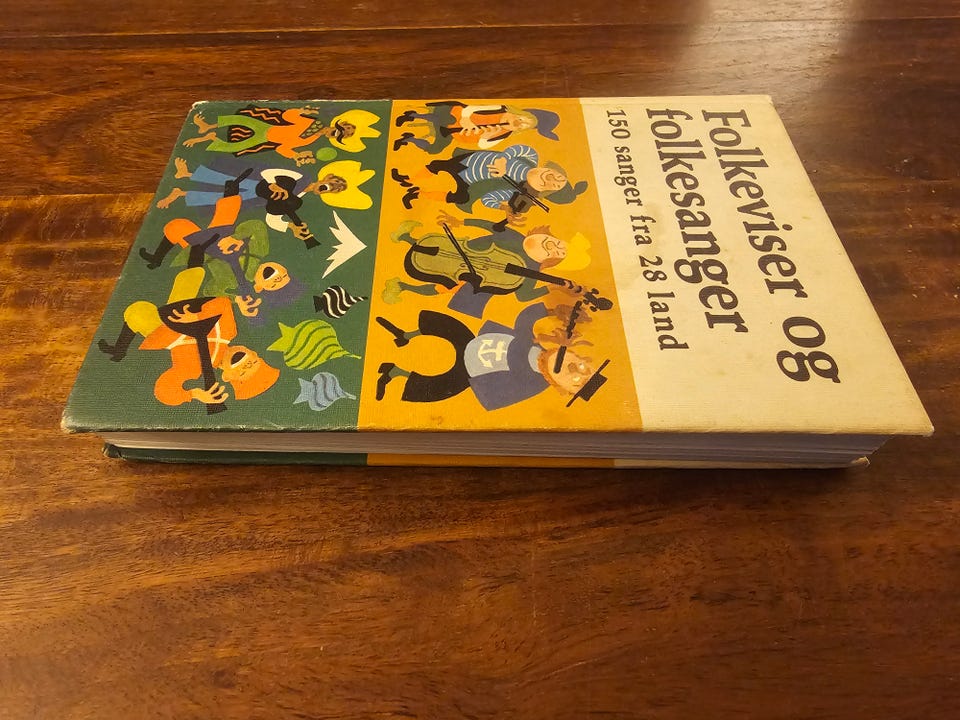 Folkeviser og
folkesanger
150 sanger fra 28 land